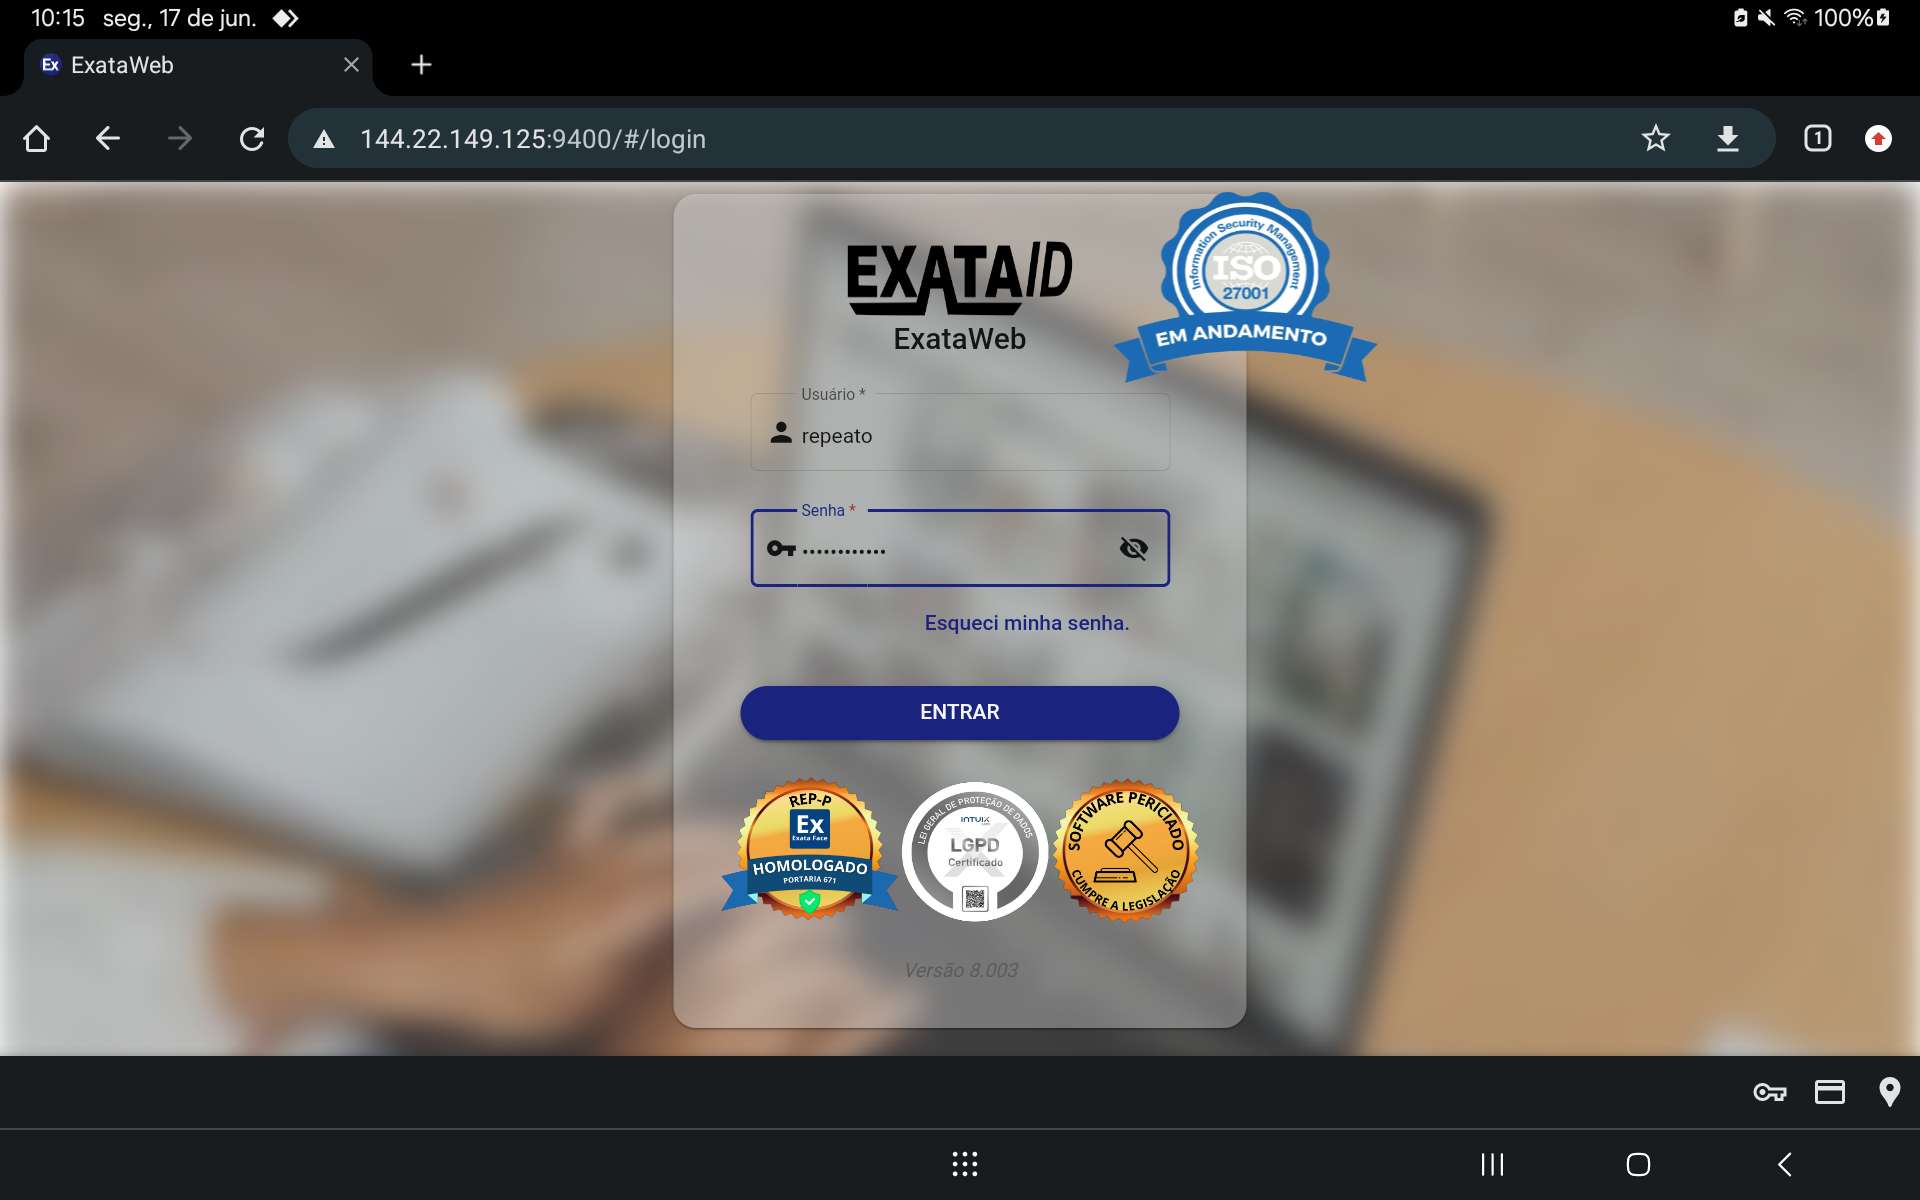 10:15 seg., 17 de jun. 100%
Ex ExataWeb
144.22.149.125:9400/#/login
1
EXATAID
ExataWeb
Information Security Management
ISO
27001
EM ANDAMENTO
Usuário *
repeato
Senha *
••••••••••••
Esqueci minha senha.
ENTRAR
REP-P
Ex
Exata Face
HOMOLOGADO
PORTARIA 671
LEI GERAL DE PROTEÇÃO DE DADOS
INTUIX
LGPD
Certificado
SOFTWARE PERICIADO
CUMPRE A LEGISLAÇÃO
Versão 8.003